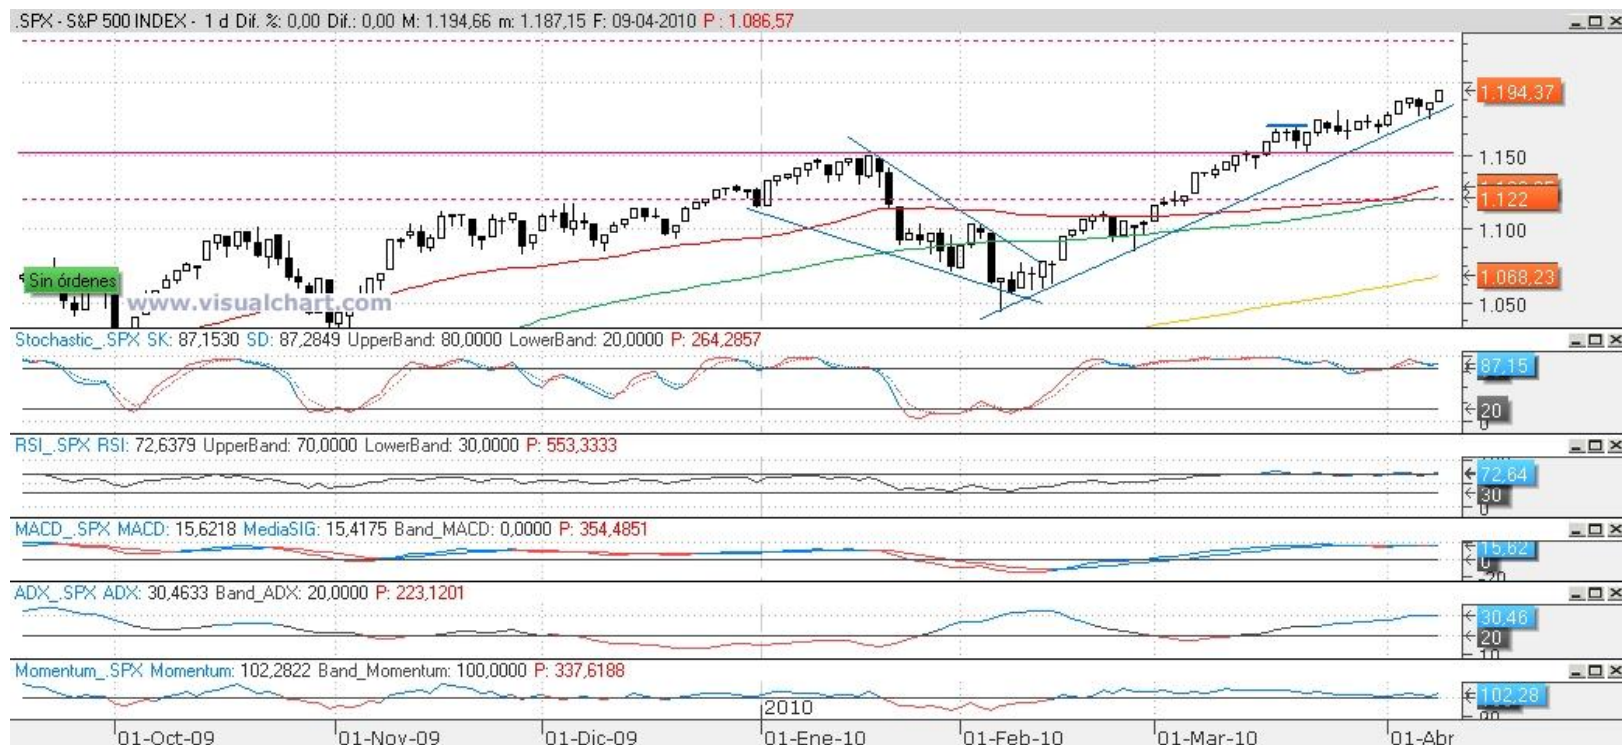 .SPX - S&P 500 INDEX - 1 d Dif. %: 0,00 Dif.: 0,00 M: 1.194,66 m: 1.187,15 F: 09-04-2010 P : 1.086,57
1.194,37
1.150
1.122
1.100
1.068,23
1.050
Sin órdenes
www.visualchart.com
Stochastic_.SPX SK: 87,1530 SD: 87,2849 UpperBand: 80,0000 LowerBand: 20,0000 P: 264,2857
87,15
20
0
RSI_.SPX RSI: 72,6379 UpperBand: 70,0000 LowerBand: 30,0000 P: 553,3333
72,64
30
0
MACD_.SPX MACD: 15,6218 MediaSIG: 15,4175 Band_MACD: 0,0000 P: 354,4851
15,62
0
-20
ADX_.SPX ADX: 30,4633 Band_ADX: 20,0000 P: 223,1201
30,46
20
10
Momentum_.SPX Momentum: 102,2822 Band_Momentum: 100,0000 P: 337,6188
102,28
2010
01-Oct-09 01-Nov-09 01-Dic-09 01-Ene-10 01-Feb-10 01-Mar-10 01-Abr